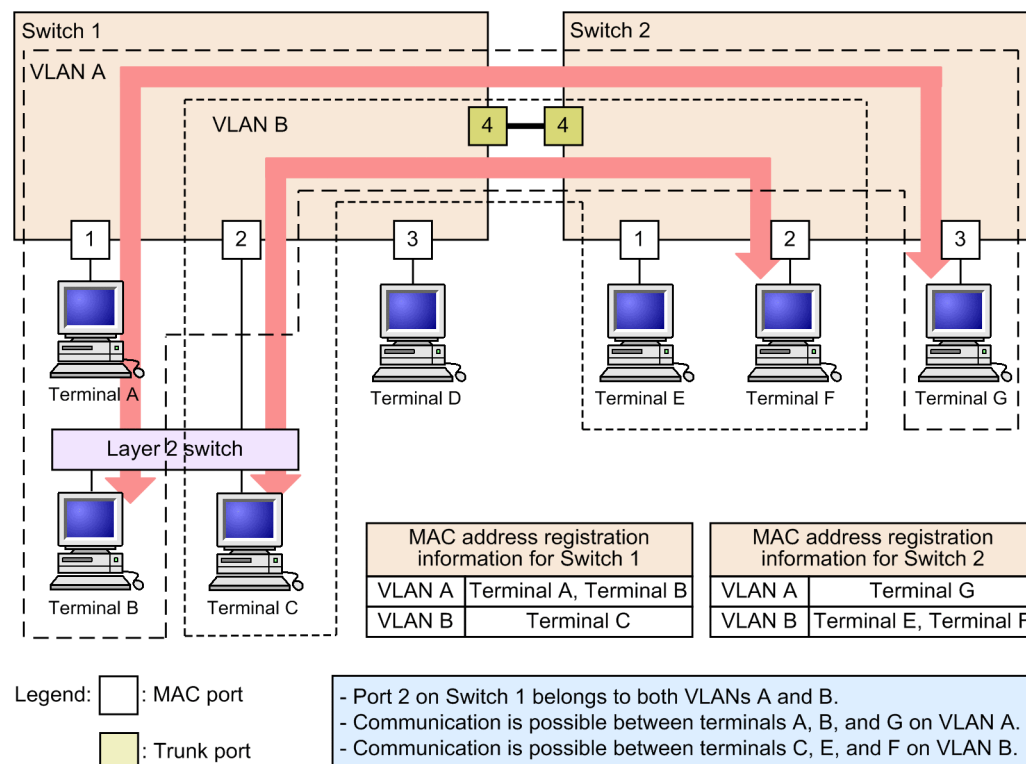 Switch 1
Switch 2
VLAN A
VLAN B
4
4
1
2
3
1
2
3
Terminal A
Terminal D
Terminal E
Terminal F
Terminal G
Layer 2 switch
Terminal B
Terminal C
MAC address registration
information for Switch 1
VLAN A Terminal A, Terminal B
VLAN B Terminal C
MAC address registration
information for Switch 2
VLAN A Terminal G
VLAN B Terminal E, Terminal F
Legend: : MAC port
: Trunk port
- Port 2 on Switch 1 belongs to both VLANs A and B.
- Communication is possible between terminals A, B, and G on VLAN A.
- Communication is possible between terminals C, E, and F on VLAN B.